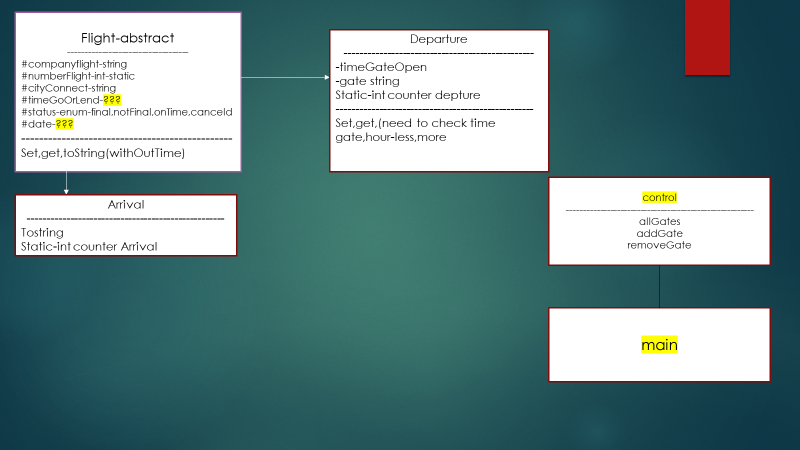 Flight-abstract
#companyflight-string
#numberFlight-int-static
#cityConnect-string
#timeGoOrLend-???
#status-enum-final,notFinal,onTime,canceld
#date-???
Set,get,toString(withOutTime)
Arrival
Tostring
Static-int counter Arrival
Departure
-timeGateOpen
-gate string
Static-int counter depture
Set,get,(need to check time
gate,hour-less,more
control
allGates
addGate
removeGate
main